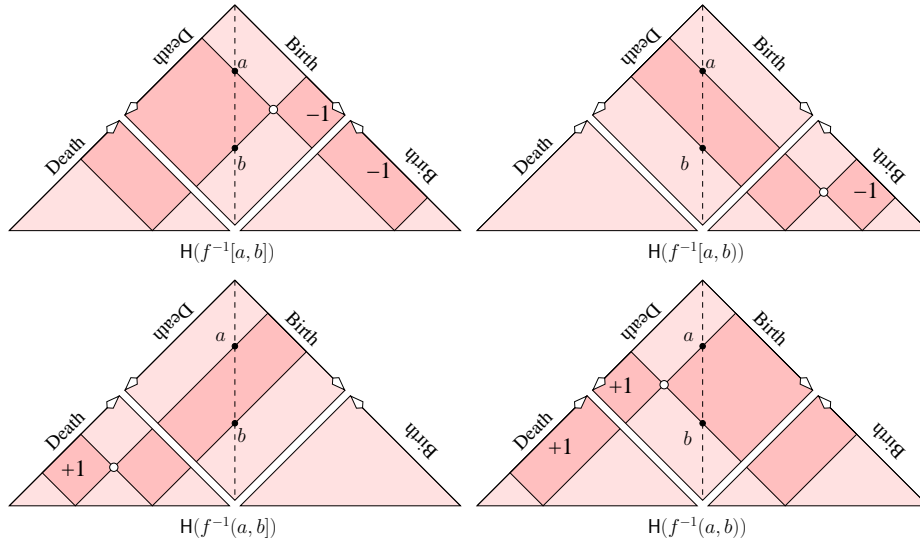 Death
Birth
a
−1
Death
b
−1
Birth
H(f⁻¹[a, b])
Death
Birth
a
Death
b
−1
Birth
H(f⁻¹[a, b))
Death
Birth
a
Death
b
+1
Birth
H(f⁻¹(a, b])
Death
Birth
a
+1
Death
b
+1
Birth
H(f⁻¹(a, b))